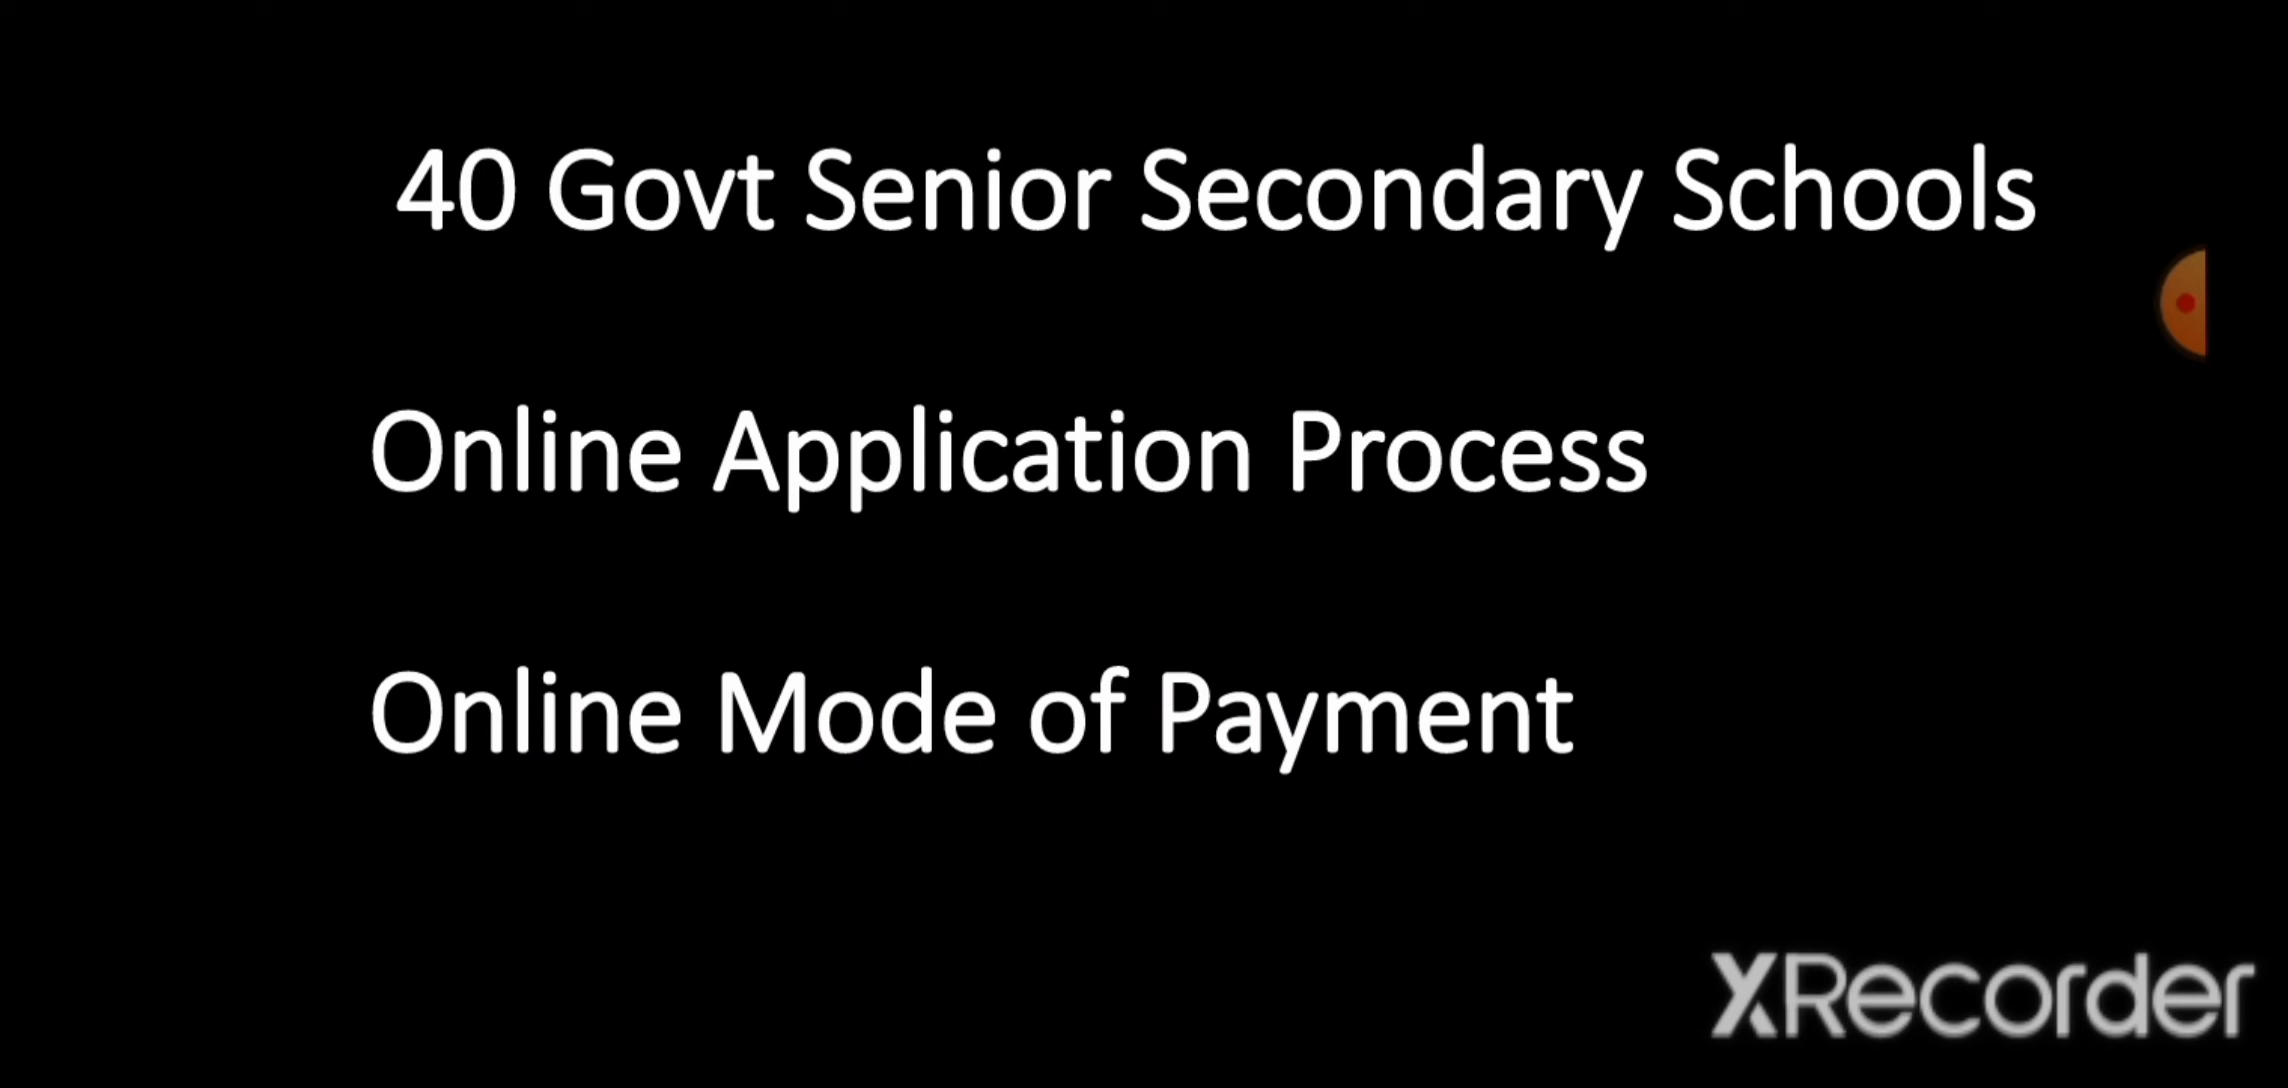 40 Govt Senior Secondary Schools
Online Application Process
Online Mode of Payment
XRecorder